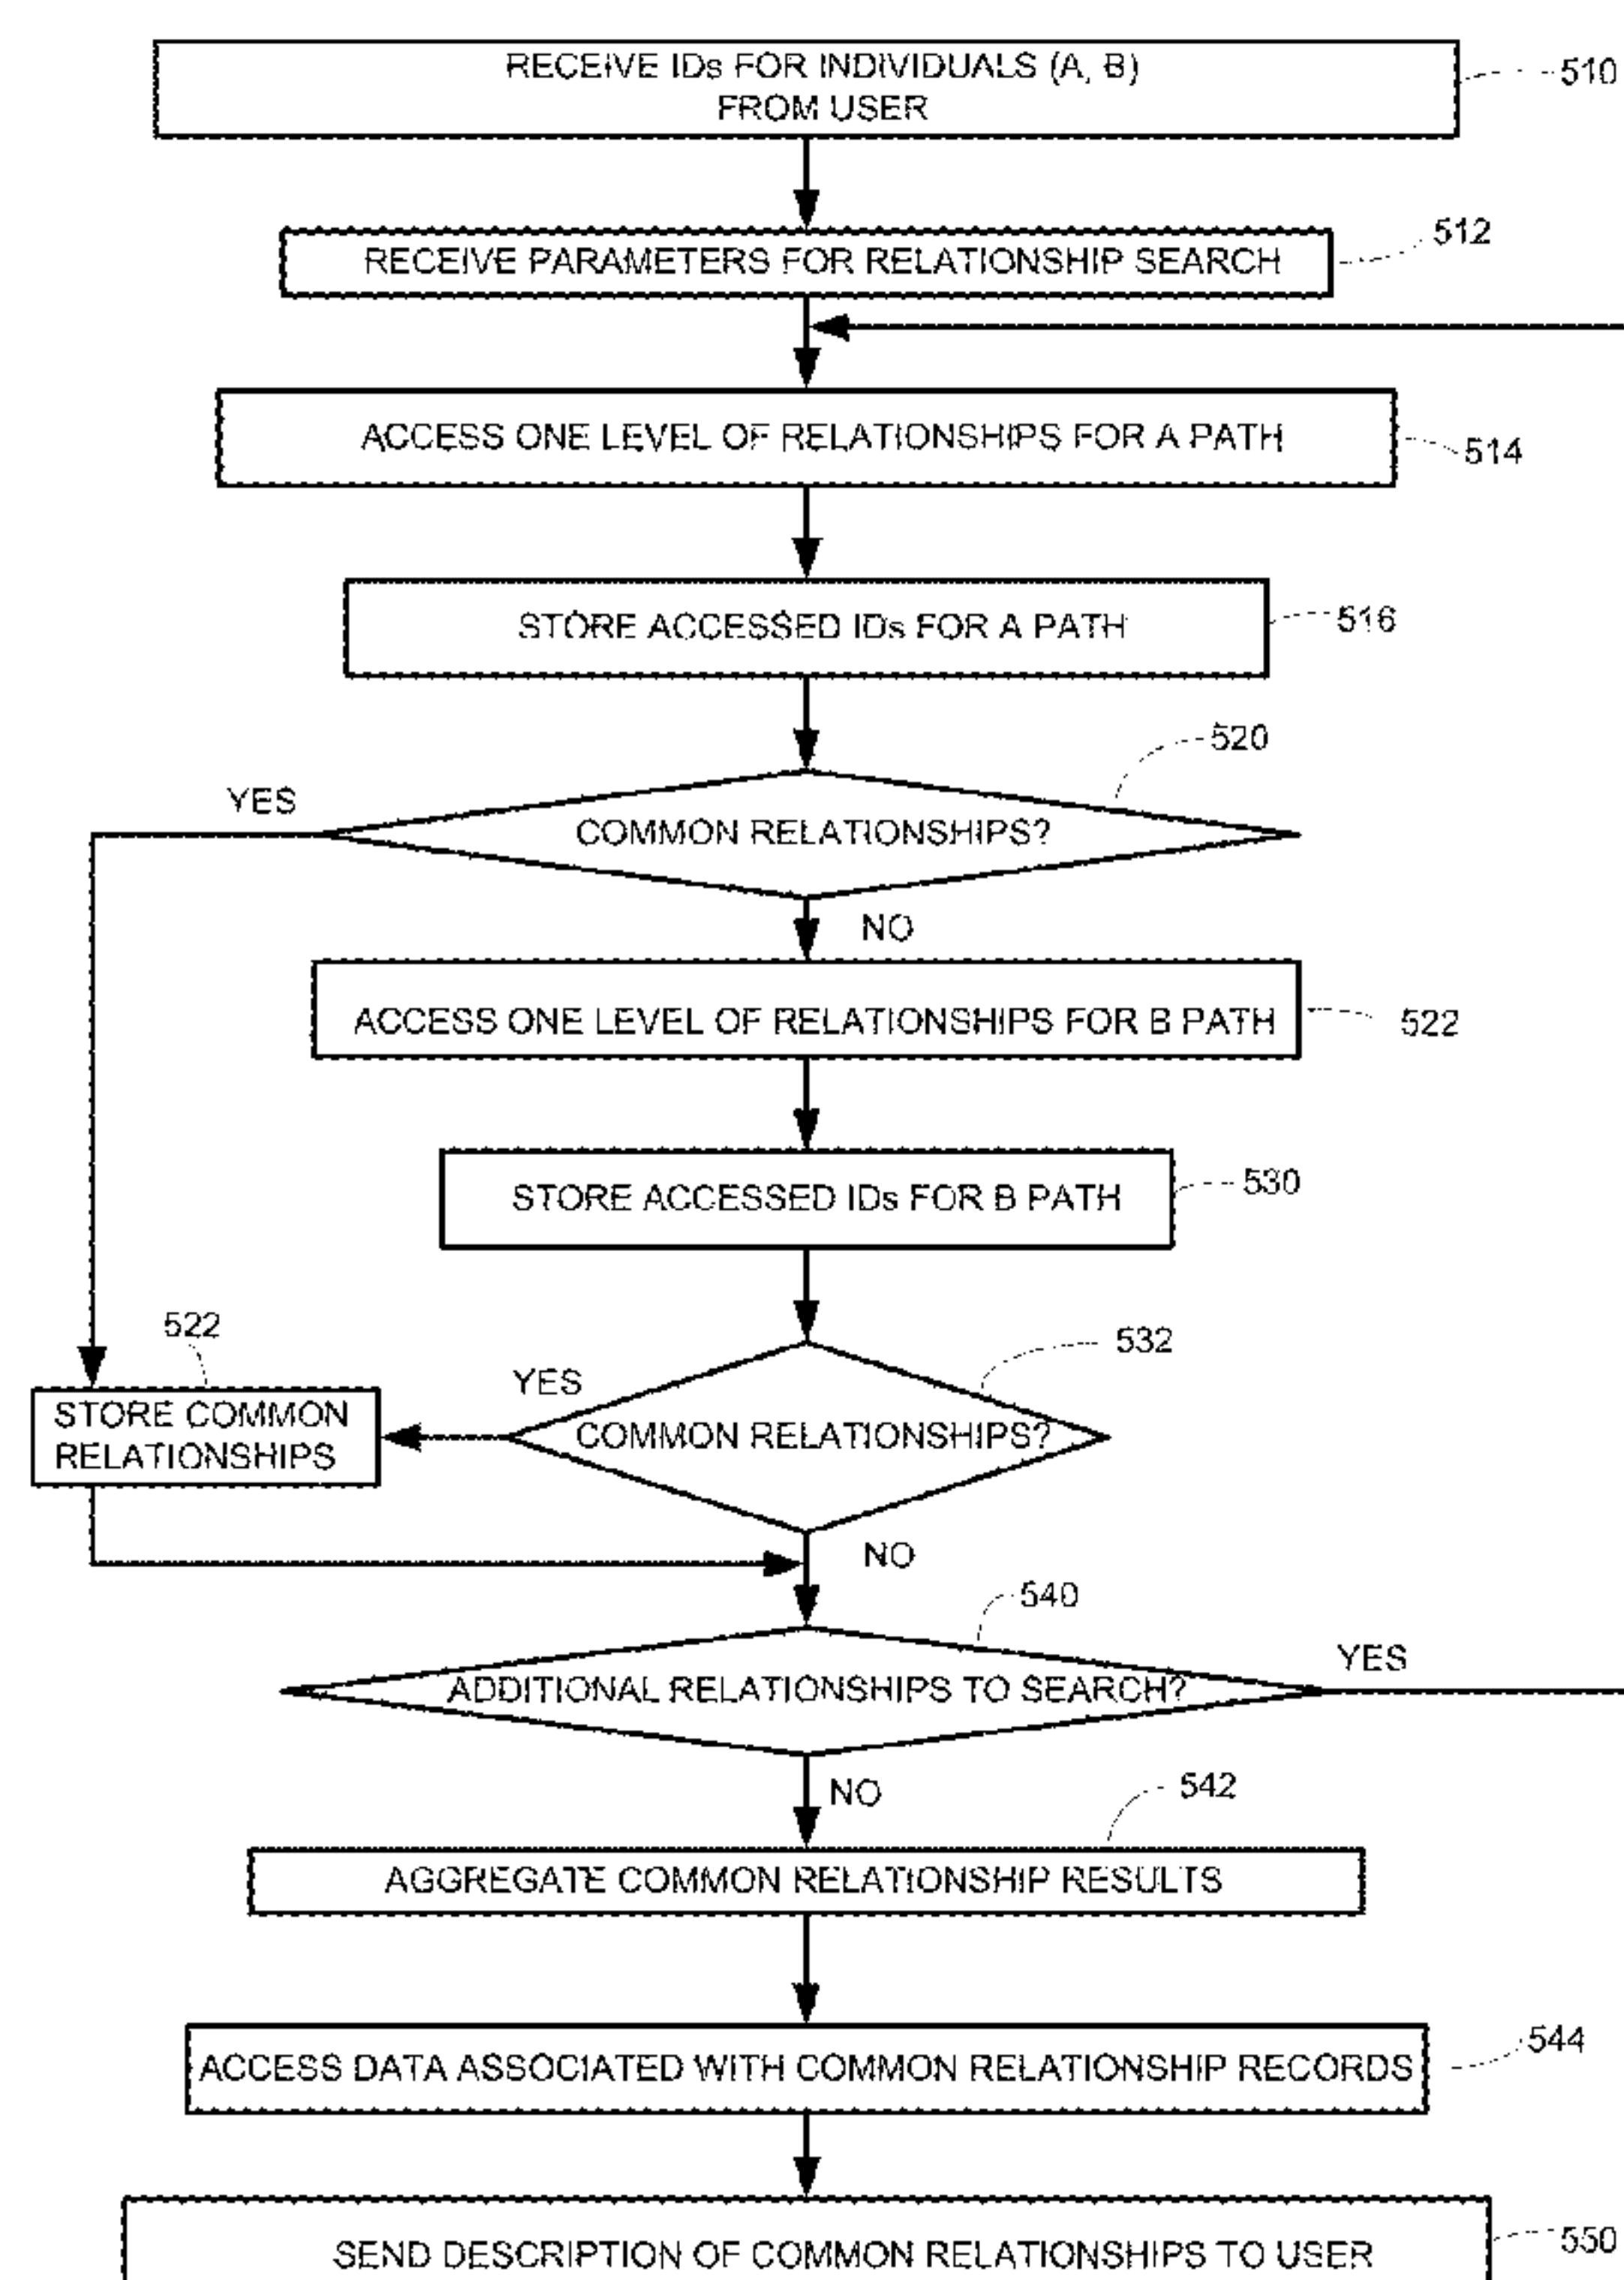 RECEIVE IDs FOR INDIVIDUALS (A, B)
FROM USER
510
RECEIVE PARAMETERS FOR RELATIONSHIP SEARCH
512
ACCESS ONE LEVEL OF RELATIONSHIPS FOR A PATH
514
STORE ACCESSED IDs FOR A PATH
516
520
YES
COMMON RELATIONSHIPS?
NO
ACCESS ONE LEVEL OF RELATIONSHIPS FOR B PATH
522
STORE ACCESSED IDs FOR B PATH
530
522
532
YES
STORE COMMON
RELATIONSHIPS
COMMON RELATIONSHIPS?
NO
540
YES
ADDITIONAL RELATIONSHIPS TO SEARCH?
NO
542
AGGREGATE COMMON RELATIONSHIP RESULTS
544
ACCESS DATA ASSOCIATED WITH COMMON RELATIONSHIP RECORDS
550
SEND DESCRIPTION OF COMMON RELATIONSHIPS TO USER